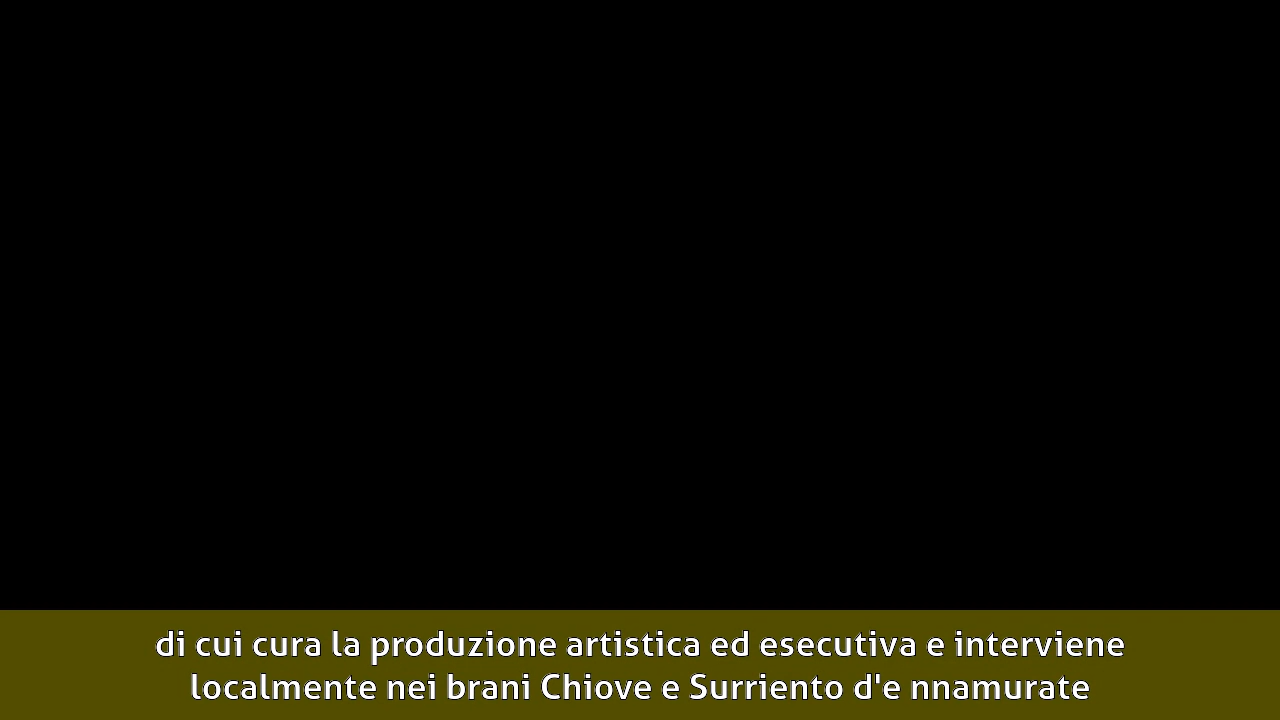 di cui cura la produzione artistica ed esecutiva e interviene
localmente nei brani Chiove e Surriento d'e nnamurate